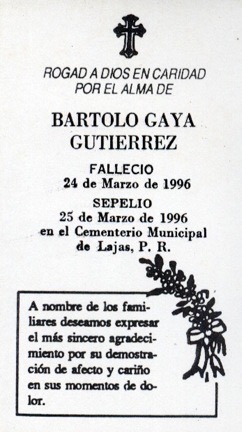 ROGAD A DIOS EN CARIDAD
POR EL ALMA DE
BARTOLO GAYA
GUTIERREZ
FALLECIO
24 de Marzo de 1996
SEPELIO
25 de Marzo de 1996
en el Cementerio Municipal
de Lajas, P. R.
A nombre de los fami-
liares deseamos expresar
el más sincero agradeci-
miento por su demostra-
ción de afecto y cariño
en sus momentos de do-
lor.